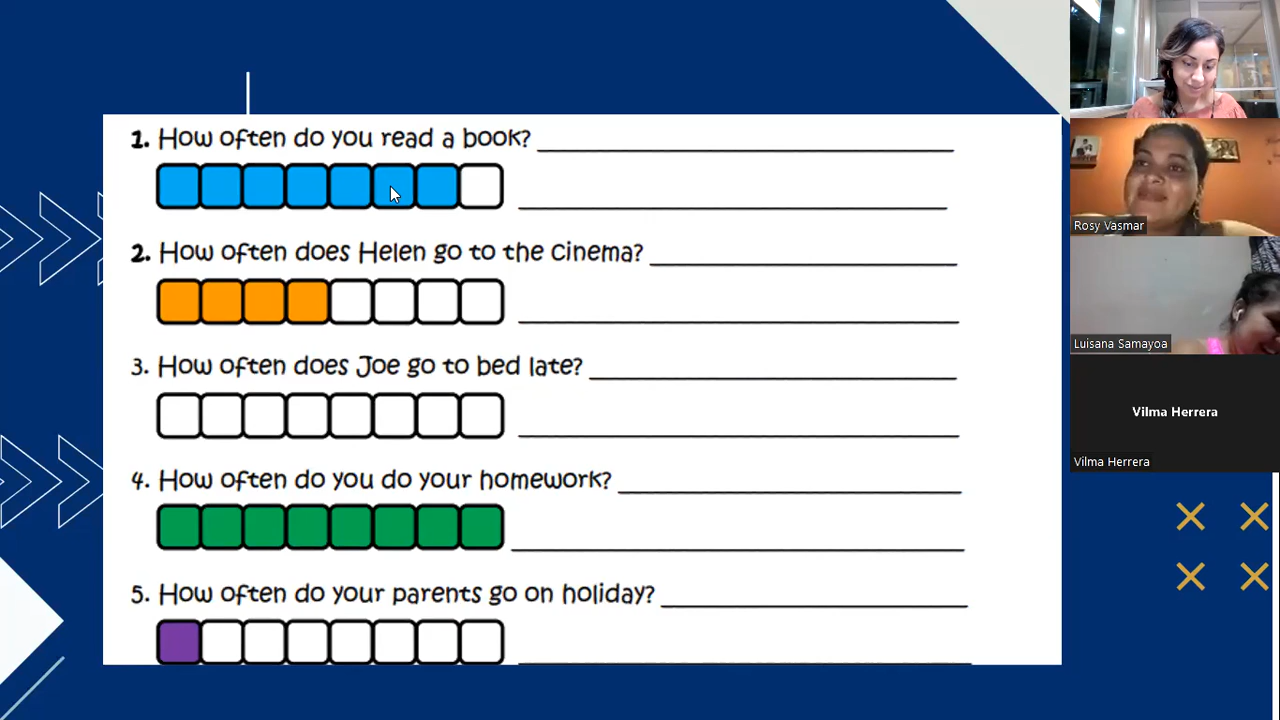 1. How often do you read a book?
2. How often does Helen go to the cinema?
3. How often does Joe go to bed late?
4. How often do you do your homework?
5. How often do your parents go on holiday?
Rosy Vasmar
Luisana Samayoa
Vilma Herrera
Vilma Herrera